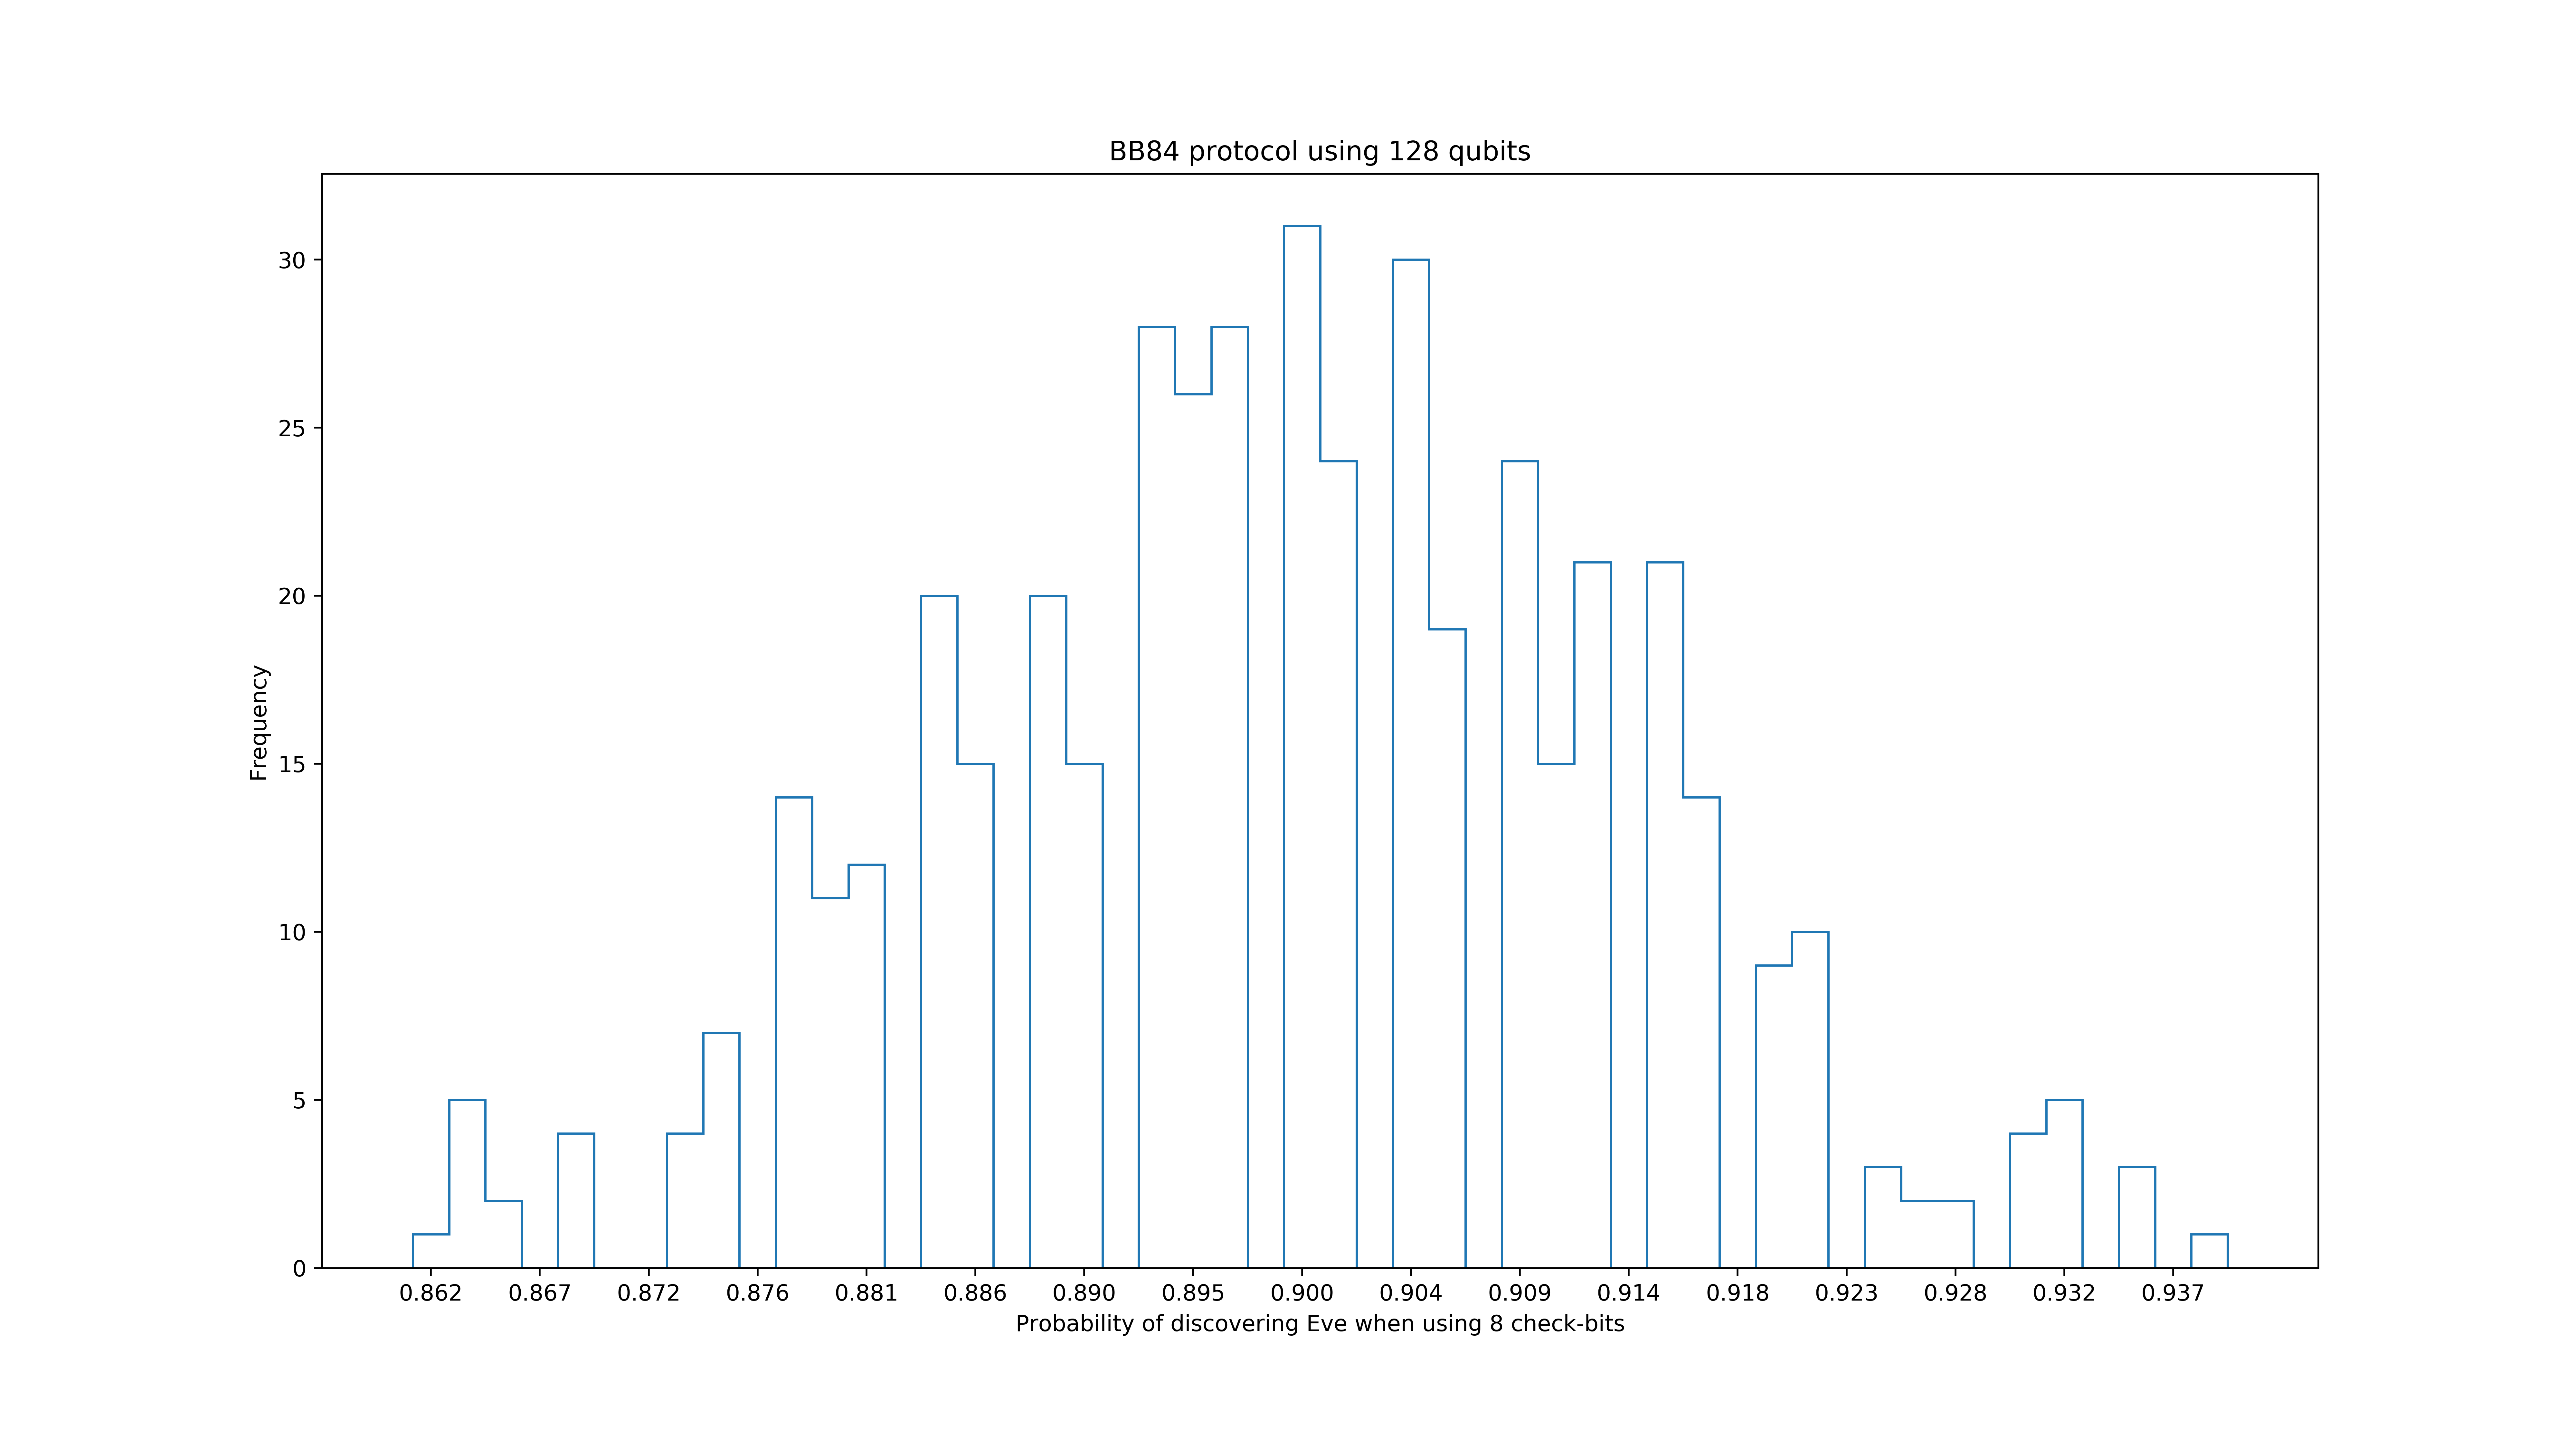 BB84 protocol using 128 qubits
30
25
20
15
10
5
0
Frequency
0.862 0.867 0.872 0.876 0.881 0.886 0.890 0.895 0.900 0.904 0.909 0.914 0.918 0.923 0.928 0.932 0.937
Probability of discovering Eve when using 8 check-bits